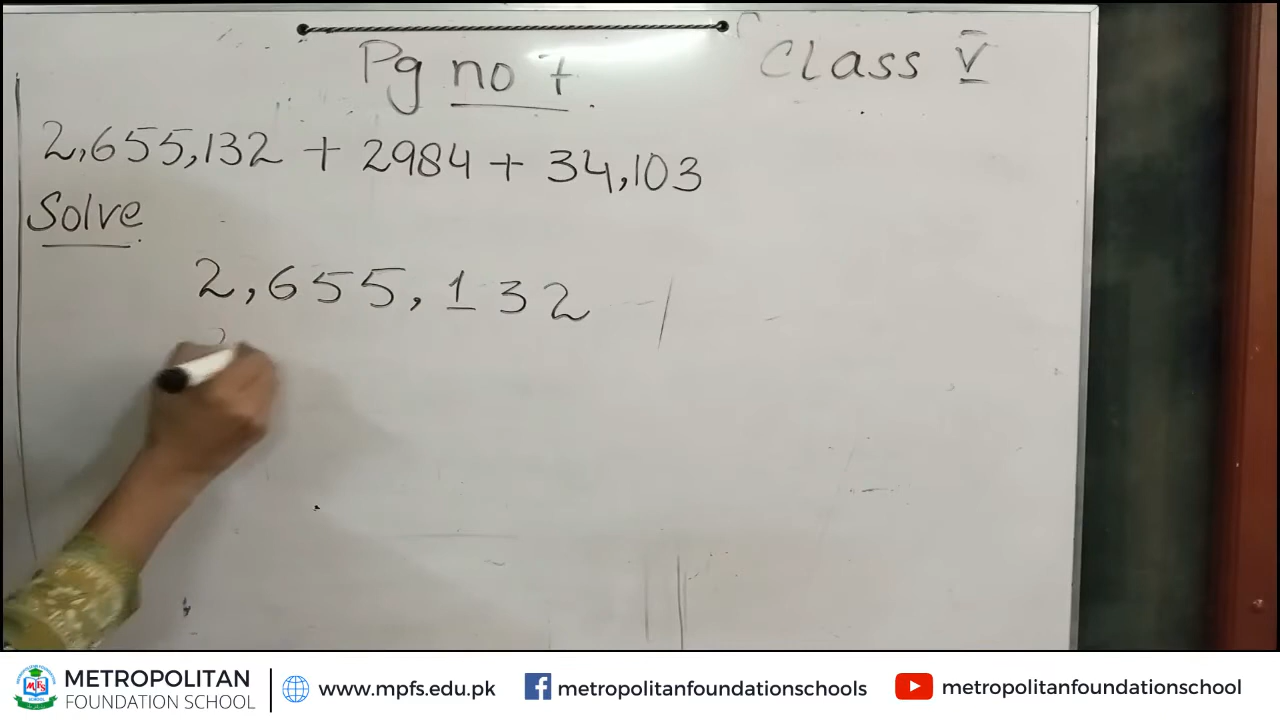 Pg no 7
Class V
2,655,132 + 2984 + 34,103
Solve
2,655,132
METROPOLITAN
FOUNDATION SCHOOL
www.mpfs.edu.pk
metropolitanfoundationschools
metropolitanfoundationschool